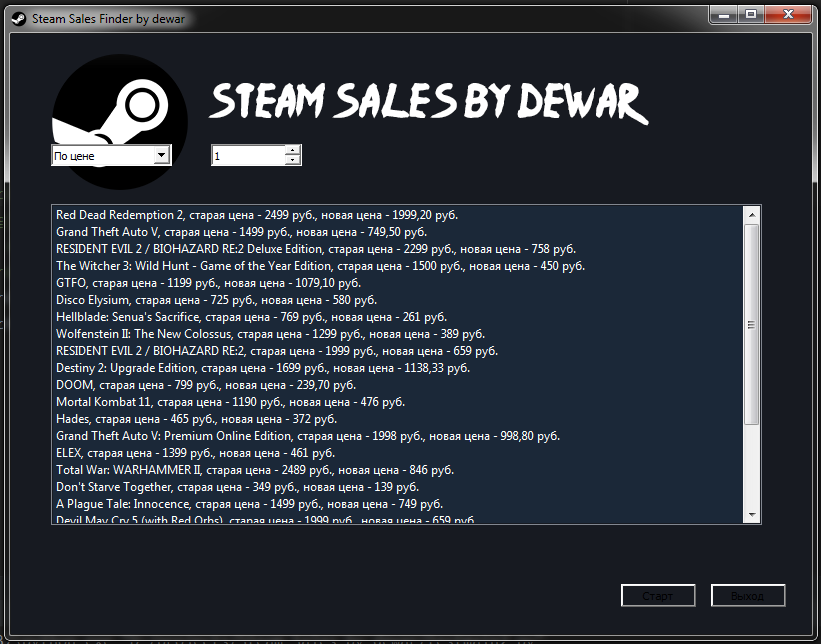 Steam Sales Finder by dewar
STEAM SALES BY DEWAR
По цене
1
Red Dead Redemption 2, старая цена - 2499 руб., новая цена - 1999,20 руб.
Grand Theft Auto V, старая цена - 1499 руб., новая цена - 749,50 руб.
RESIDENT EVIL 2 / BIOHAZARD RE:2 Deluxe Edition, старая цена - 2299 руб., новая цена - 758 руб.
The Witcher 3: Wild Hunt - Game of the Year Edition, старая цена - 1500 руб., новая цена - 450 руб.
GTFO, старая цена - 1199 руб., новая цена - 1079,10 руб.
Disco Elysium, старая цена - 725 руб., новая цена - 580 руб.
Hellblade: Senua's Sacrifice, старая цена - 769 руб., новая цена - 261 руб.
Wolfenstein II: The New Colossus, старая цена - 1299 руб., новая цена - 389 руб.
RESIDENT EVIL 2 / BIOHAZARD RE:2, старая цена - 1999 руб., новая цена - 659 руб.
Destiny 2: Upgrade Edition, старая цена - 1699 руб., новая цена - 1138,33 руб.
DOOM, старая цена - 799 руб., новая цена - 239,70 руб.
Mortal Kombat 11, старая цена - 1190 руб., новая цена - 476 руб.
Hades, старая цена - 465 руб., новая цена - 372 руб.
Grand Theft Auto V: Premium Online Edition, старая цена - 1998 руб., новая цена - 998,80 руб.
ELEX, старая цена - 1399 руб., новая цена - 461 руб.
Total War: WARHAMMER II, старая цена - 2489 руб., новая цена - 846 руб.
Don't Starve Together, старая цена - 349 руб., новая цена - 139 руб.
A Plague Tale: Innocence, старая цена - 1499 руб., новая цена - 749 руб.
Devil May Cry 5 (with Red Orbs), старая цена - 1999 руб., новая цена - 659 руб.
Старт
Выход